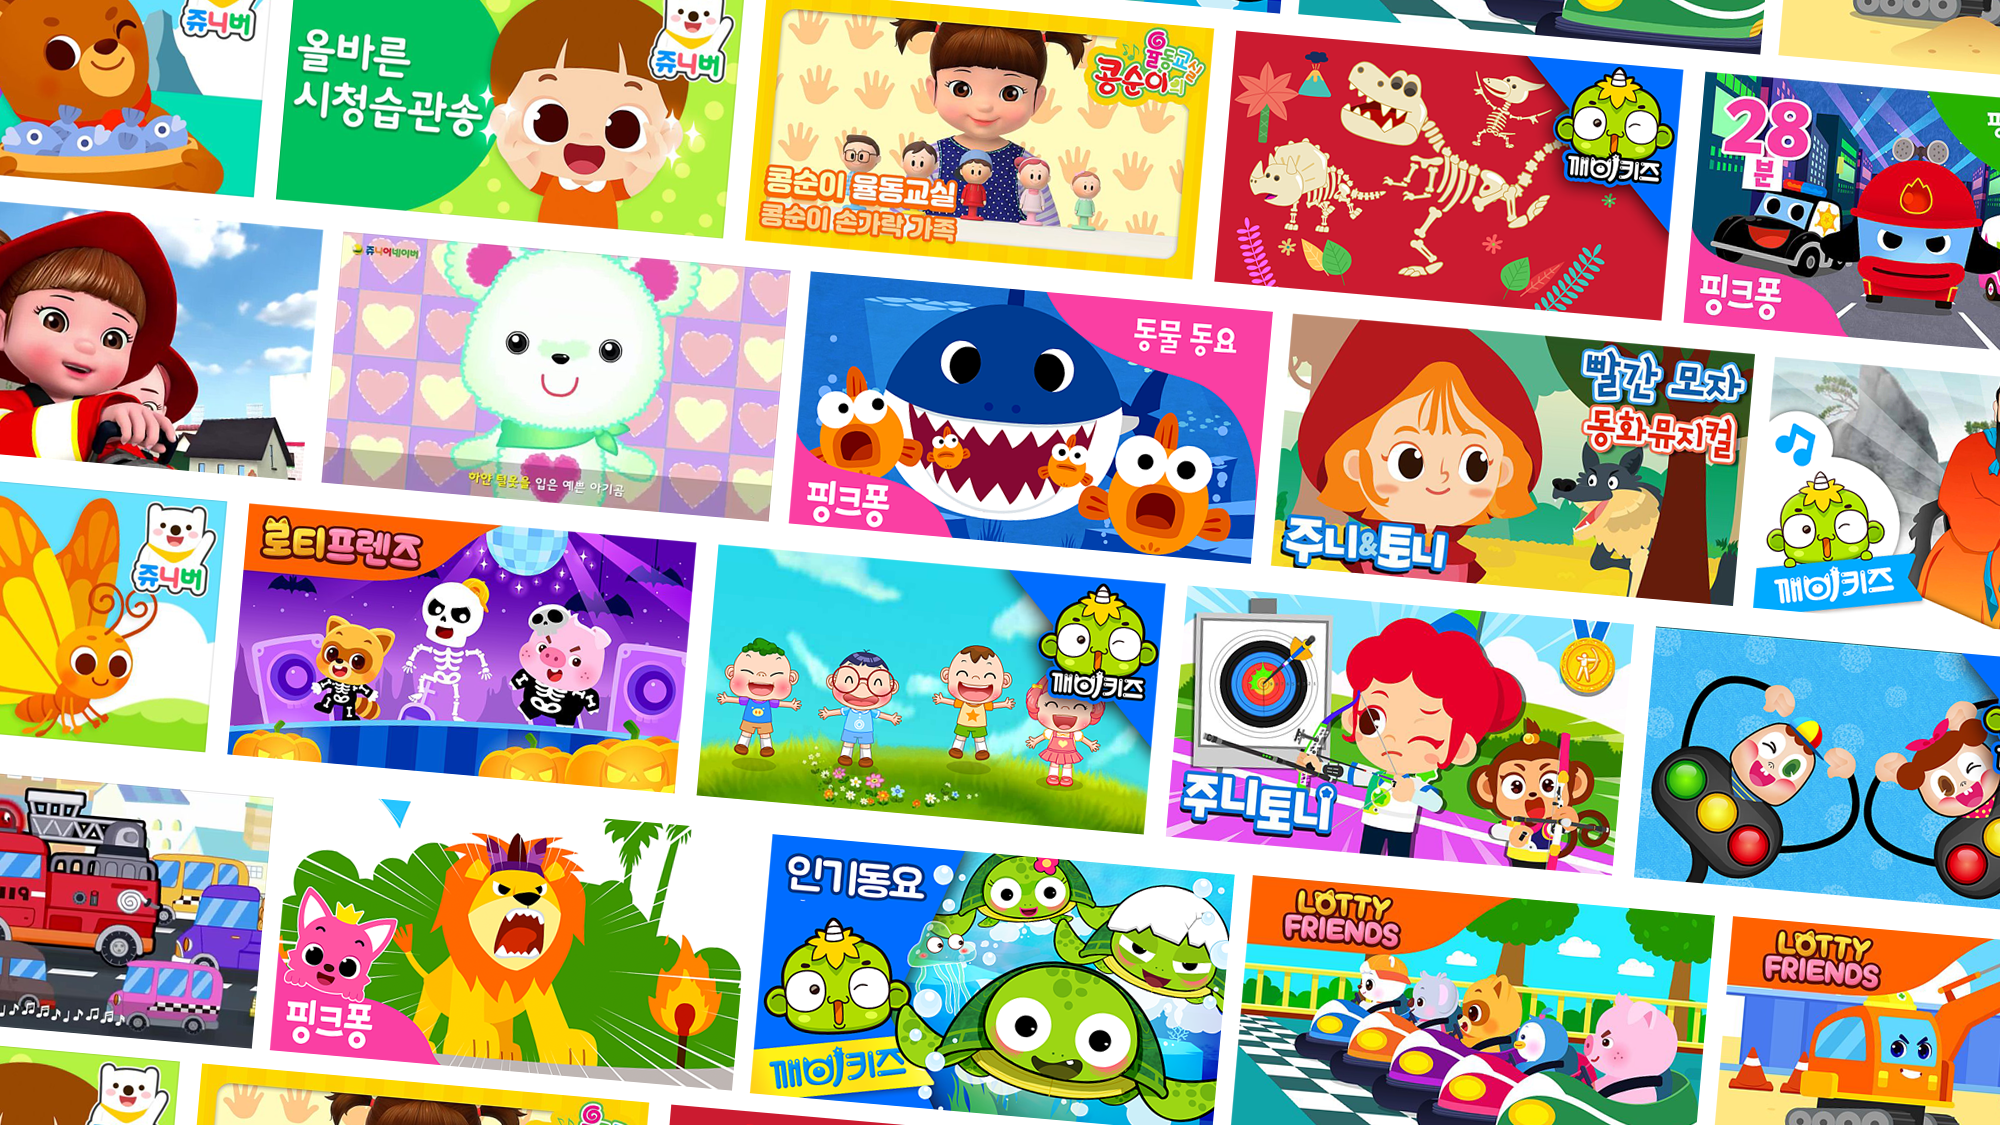 쥬니버
올바른
시청습관송
쥬니버
율동교실
콩순이의
콩순이 율동교실
콩순이 손가락 가족
깨비키즈
28
분
핑크퐁
쥬니어네이버
하얀 털옷을 입은 예쁜 아기곰
동물 동요
핑크퐁
빨간 모자
동화뮤지컬
주니&토니
깨비키즈
쥬니버
로티프렌즈
깨비키즈
주니토니
119
핑크퐁
인기동요
깨비키즈
LOTTY
FRIENDS
LOTTY
FRIENDS